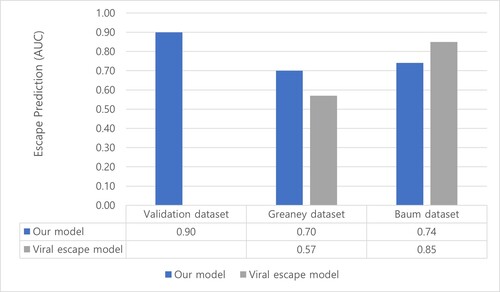 Escape Prediction (AUC)
1.00
0.90
0.80
0.70
0.60
0.50
0.40
0.30
0.20
0.10
0.00
Validation dataset Greaney dataset Baum dataset
Our model 0.90 0.70 0.74
Viral escape model 0.57 0.85
Our model Viral escape model